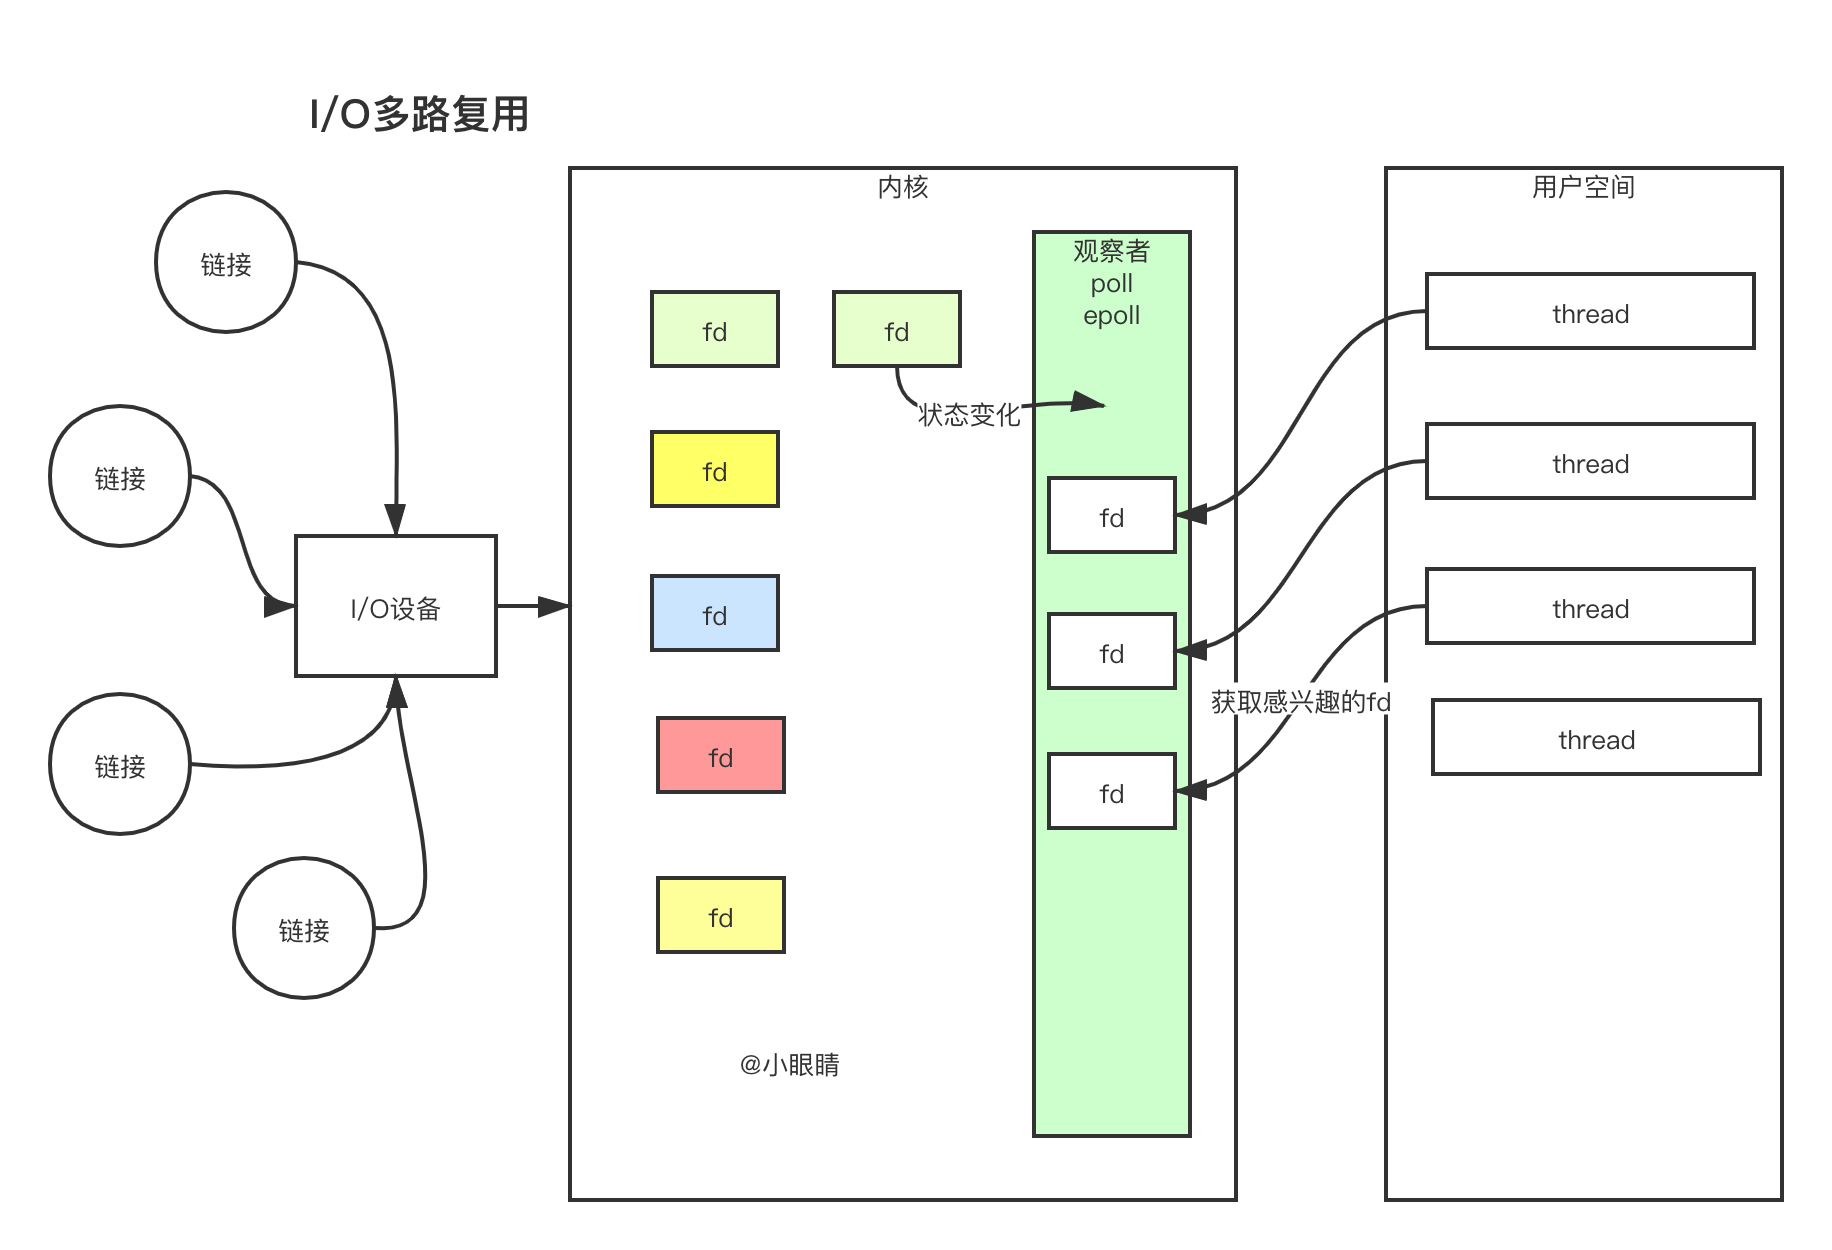 I/O多路复用
链接
链接
链接
链接
I/O设备
内核
fd
fd
状态变化
fd
fd
fd
fd
@小眼睛
观察者
poll
epoll
fd
fd
fd
获取感兴趣的fd
用户空间
thread
thread
thread
thread